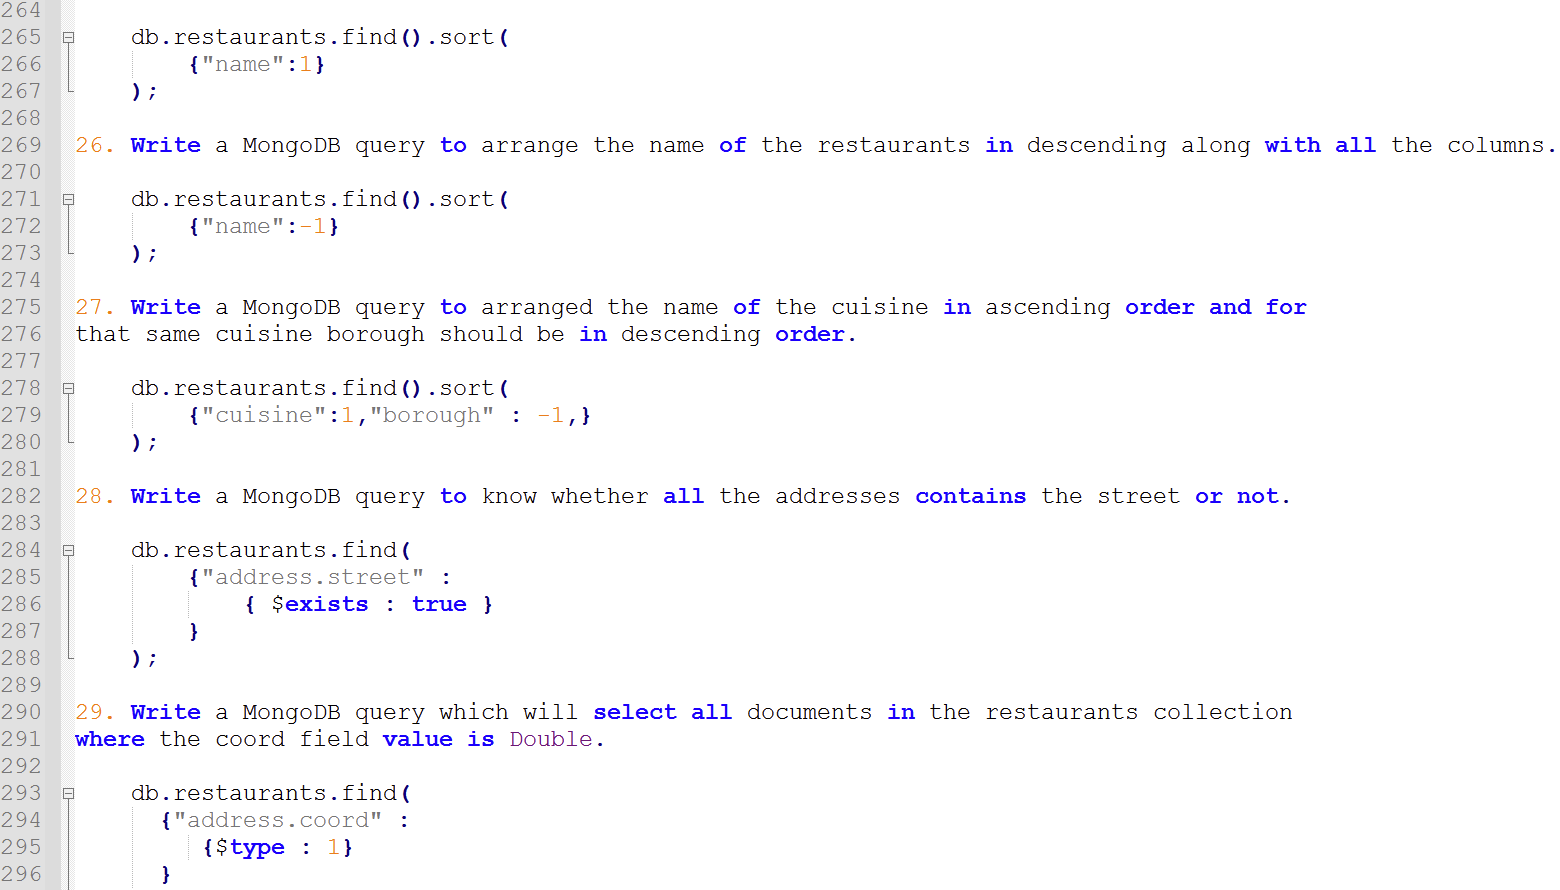 264
265 db.restaurants.find().sort(
266 {"name":1}
267 );
268
269 26. Write a MongoDB query to arrange the name of the restaurants in descending along with all the columns.
270
271 db.restaurants.find().sort(
272 {"name":-1}
273 );
274
275 27. Write a MongoDB query to arranged the name of the cuisine in ascending order and for
276 that same cuisine borough should be in descending order.
277
278 db.restaurants.find().sort(
279 {"cuisine":1,"borough" : -1,}
280 );
281
282 28. Write a MongoDB query to know whether all the addresses contains the street or not.
283
284 db.restaurants.find(
285 {"address.street" :
286 { $exists : true }
287 }
288 );
289
290 29. Write a MongoDB query which will select all documents in the restaurants collection
291 where the coord field value is Double.
292
293 db.restaurants.find(
294 {"address.coord" :
295 {$type : 1}
296 }